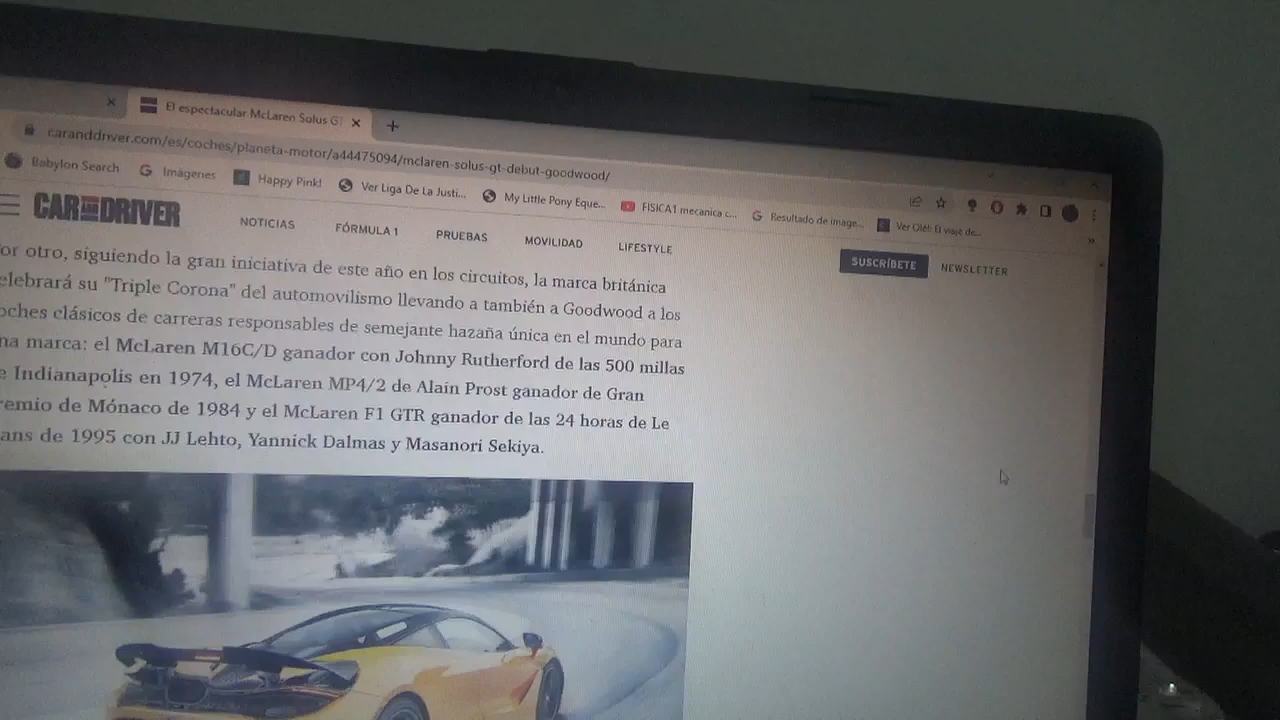 El espectacular McLaren Solus GT
caranddriver.com/es/coches/planeta-motor/a44475094/mclaren-solus-gt-debut-goodwood/
Babylon Search
Imágenes
Happy Pink!
Ver Liga De La Justi...
My Little Pony Eque...
FISICA1 mecanica c...
Resultado de image...
Ver Olé!: El viaje de...
CAR AND DRIVER
NOTICIAS
FÓRMULA 1
PRUEBAS
MOVILIDAD
LIFESTYLE
SUSCRÍBETE
NEWSLETTER
or otro, siguiendo la gran iniciativa de este año en los circuitos, la marca británica
elebrará su "Triple Corona" del automovilismo llevando a también a Goodwood a los
oches clásicos de carreras responsables de semejante hazaña única en el mundo para
na marca: el McLaren M16C/D ganador con Johnny Rutherford de las 500 millas
e Indianapolis en 1974, el McLaren MP4/2 de Alain Prost ganador de Gran
remio de Mónaco de 1984 y el McLaren F1 GTR ganador de las 24 horas de Le
ans de 1995 con JJ Lehto, Yannick Dalmas y Masanori Sekiya.